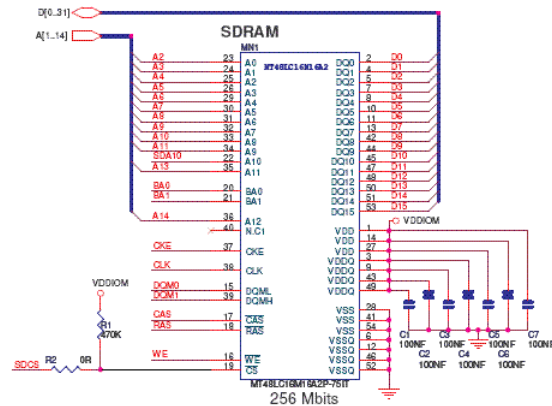 D[0..31]
A[1..14]
SDRAM
MN1
MT48LC16M16A2
A2 23 A0 DQ0 2 D0
A3 24 A1 DQ1 4 D1
A4 25 A2 DQ2 5 D2
A5 26 A3 DQ3 7 D3
A6 29 A4 DQ4 8 D4
A7 30 A5 DQ5 10 D5
A8 31 A6 DQ6 11 D6
A9 32 A7 DQ7 13 D7
A10 33 A8 DQ8 42 D8
A11 34 A9 DQ9 44 D9
SDA10 22 A10 DQ10 45 D10
A13 35 A11 DQ11 47 D11
DQ12 48 D12
BA0 20 BA0 DQ13 50 D13
BA1 21 BA1 DQ14 51 D14
DQ15 53 D15
A14 36 A12 VDDIOM
40 N.C1 VDD 1
VDD 14
CKE 37 CKE VDD 27
VDDQ 3
CLK 38 CLK VDDQ 9
VDDQ 43
DQM0 15 DQML VDDQ 49
DQM1 39 DQMH
VSS 28
CAS 17 CAS VSS 41
RAS 18 RAS VSS 54
VSSQ 6
VSSQ 12
WE 16 WE VSSQ 46
19 CS VSSQ 52
VDDIOM
R1
470K
SDCS R2 0R
C1 C3 C5 C7
100NF 100NF 100NF 100NF
C2 C4 C6
100NF 100NF 100NF
MT48LC16M16A2P-75IT
256 Mbits